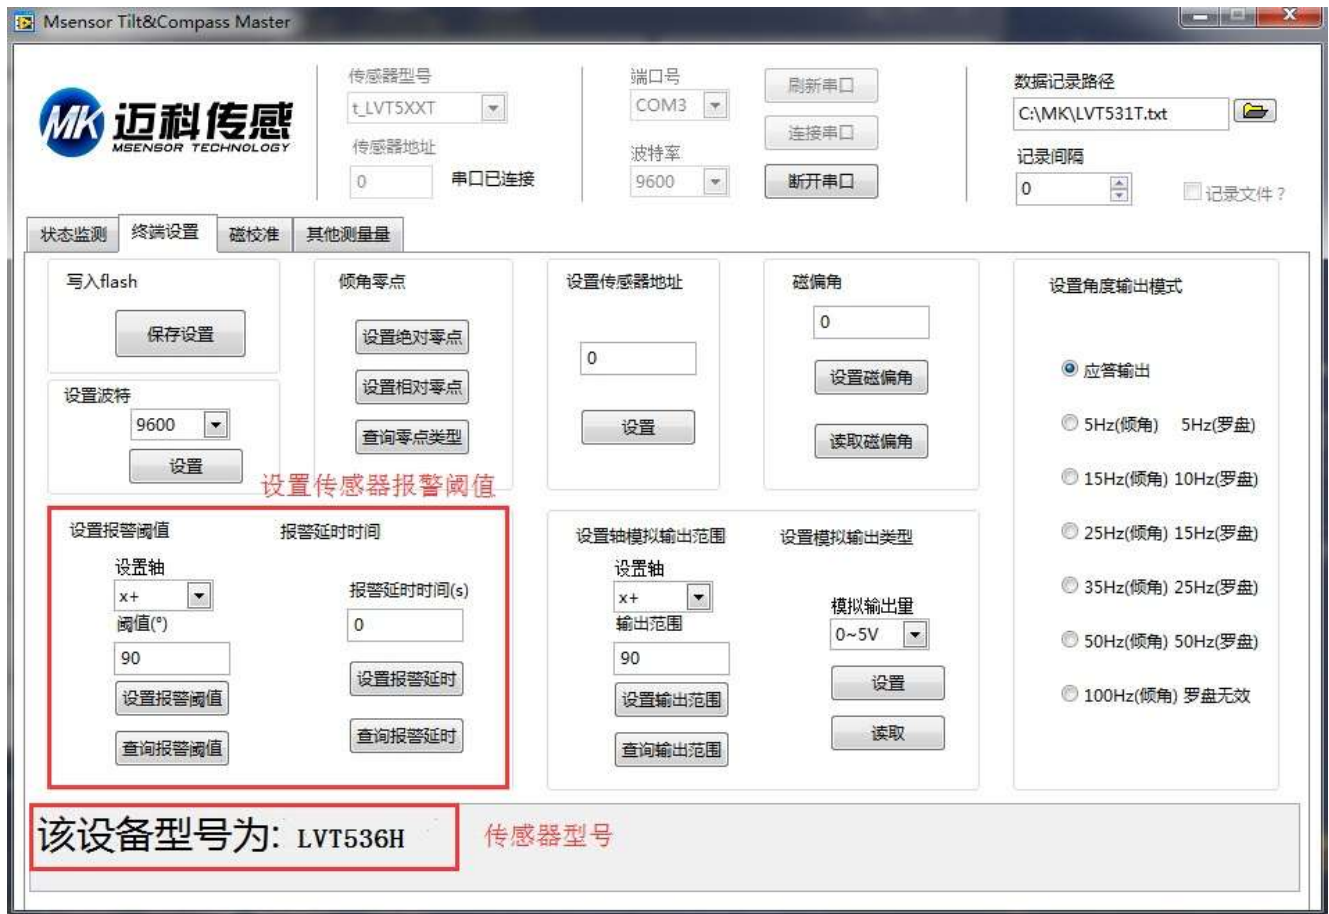 Msensor Tilt&Compass Master
MK 迈科传感
MSENSOR TECHNOLOGY
传感器型号
t_LVT5XXT
传感器地址
0
串口已连接
端口号
COM3
波特率
9600
刷新串口
连接串口
断开串口
数据记录路径
C:\MK\LVT531T.txt
记录间隔
0
记录文件?
状态监测 终端设置 磁校准 其他测量量
写入flash
保存设置
设置波特
9600
设置
倾角零点
设置绝对零点
设置相对零点
查询零点类型
设置传感器地址
0
设置
磁偏角
0
设置磁偏角
读取磁偏角
设置角度输出模式
应答输出
5Hz(倾角) 5Hz(罗盘)
15Hz(倾角) 10Hz(罗盘)
25Hz(倾角) 15Hz(罗盘)
35Hz(倾角) 25Hz(罗盘)
50Hz(倾角) 50Hz(罗盘)
100Hz(倾角) 罗盘无效
设置传感器报警阈值
设置报警阈值
设置轴
x+
阈值(°)
90
设置报警阈值
查询报警阈值
报警延时时间
报警延时时间(s)
0
设置报警延时
查询报警延时
设置轴模拟输出范围
设置轴
x+
输出范围
90
设置输出范围
查询输出范围
设置模拟输出类型
模拟输出量
0~5V
设置
读取
该设备型号为: LVT536H
传感器型号